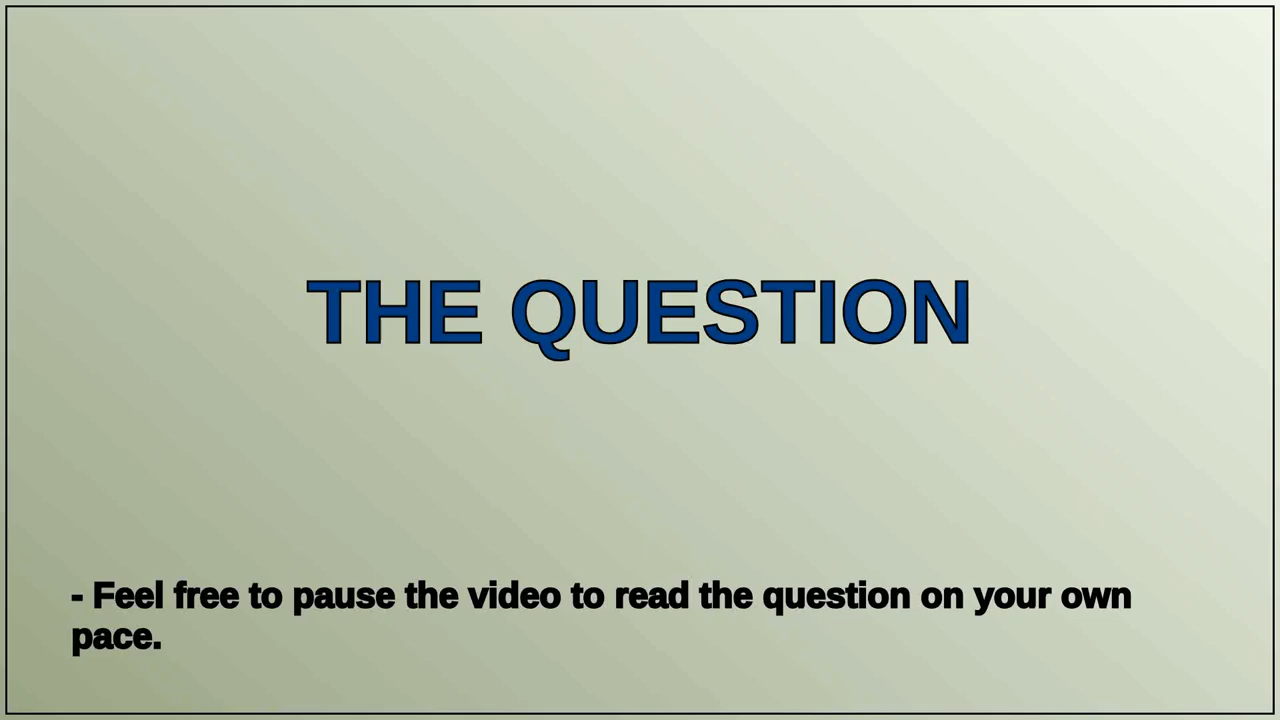 THE QUESTION
- Feel free to pause the video to read the question on your own
pace.